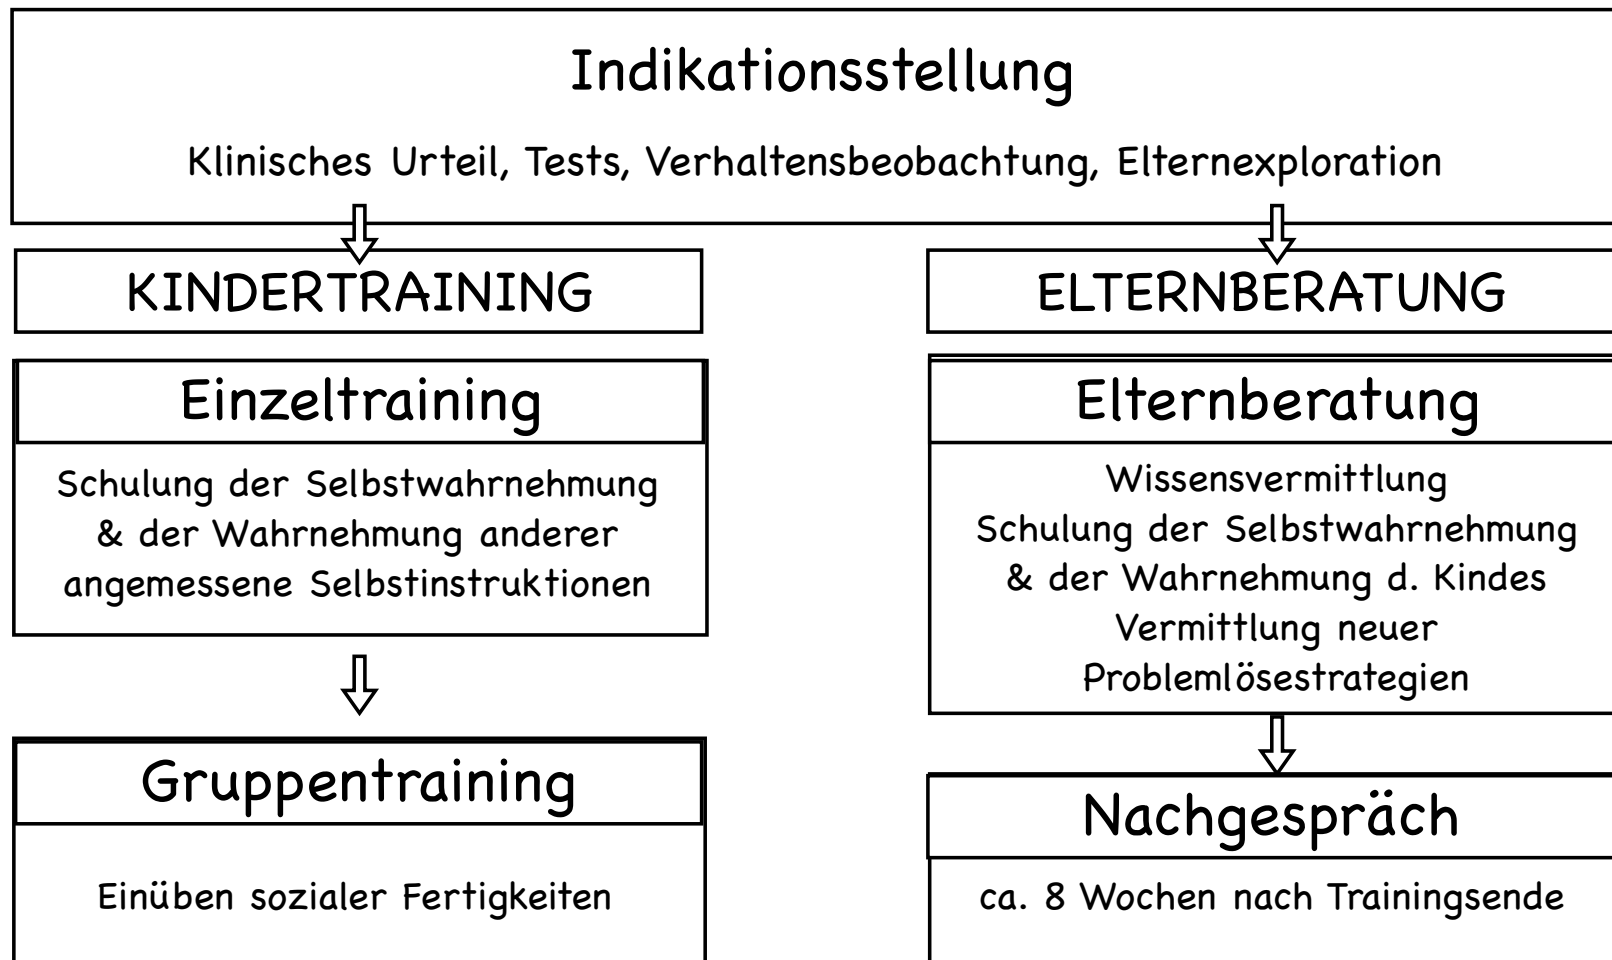 Indikationsstellung
Klinisches Urteil, Tests, Verhaltensbeobachtung, Elternexploration
KINDERTRAINING
Einzeltraining
Schulung der Selbstwahrnehmung
& der Wahrnehmung anderer
angemessene Selbstinstruktionen
Gruppentraining
Einüben sozialer Fertigkeiten
ELTERNBERATUNG
Elternberatung
Wissensvermittlung
Schulung der Selbstwahrnehmung
& der Wahrnehmung d. Kindes
Vermittlung neuer
Problemlösestrategien
Nachgespräch
ca. 8 Wochen nach Trainingsende